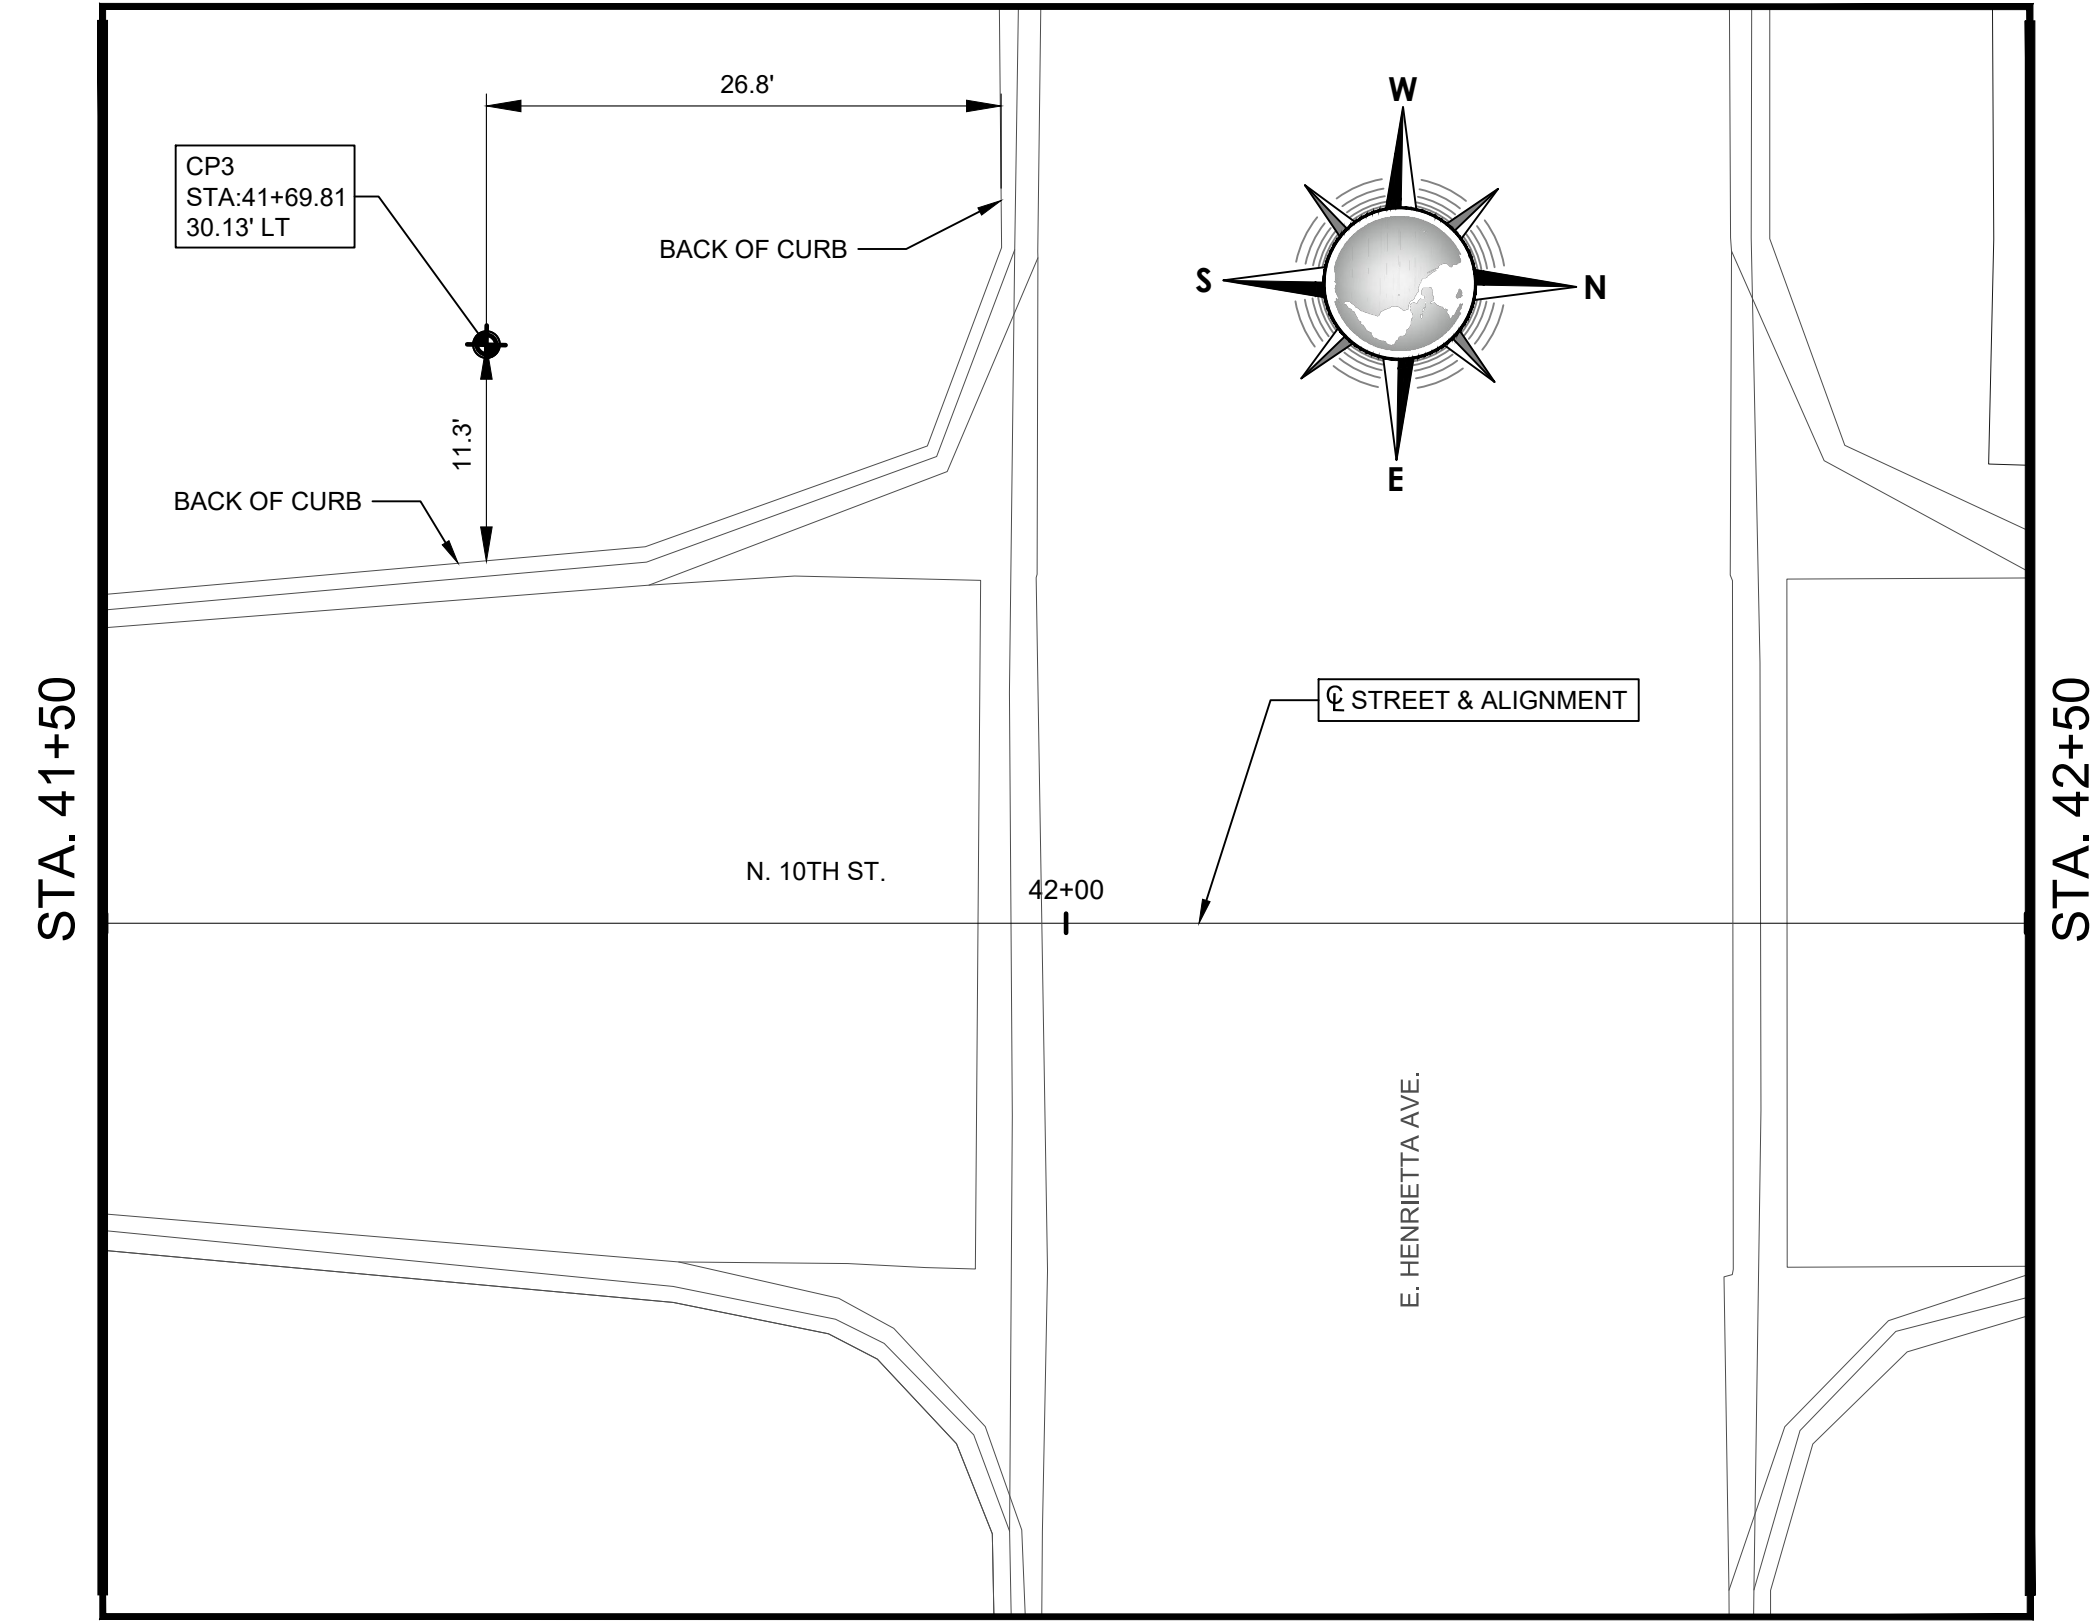 26.8'
W
CP3
STA:41+69.81
30.13' LT
BACK OF CURB
S
N
11.3'
E
BACK OF CURB
STA. 41+50
℄ STREET & ALIGNMENT
STA. 42+50
N. 10TH ST.
42+00
E. HENRIETTA AVE.